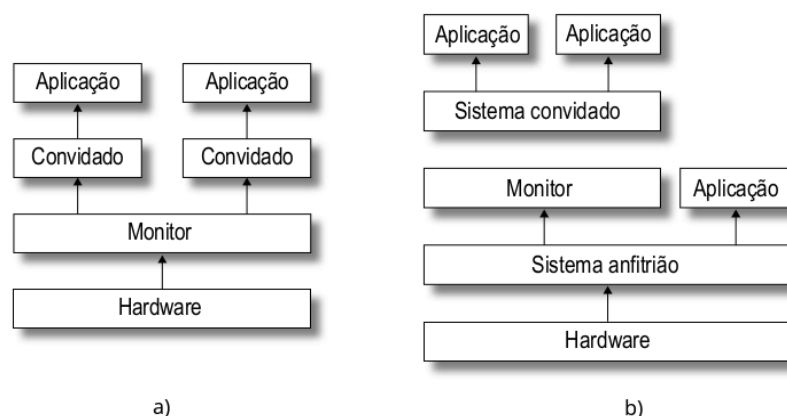 Aplicação
Aplicação
Convidado
Convidado
Monitor
Hardware
a)
Aplicação
Aplicação
Sistema convidado
Monitor
Aplicação
Sistema anfitrião
Hardware
b)